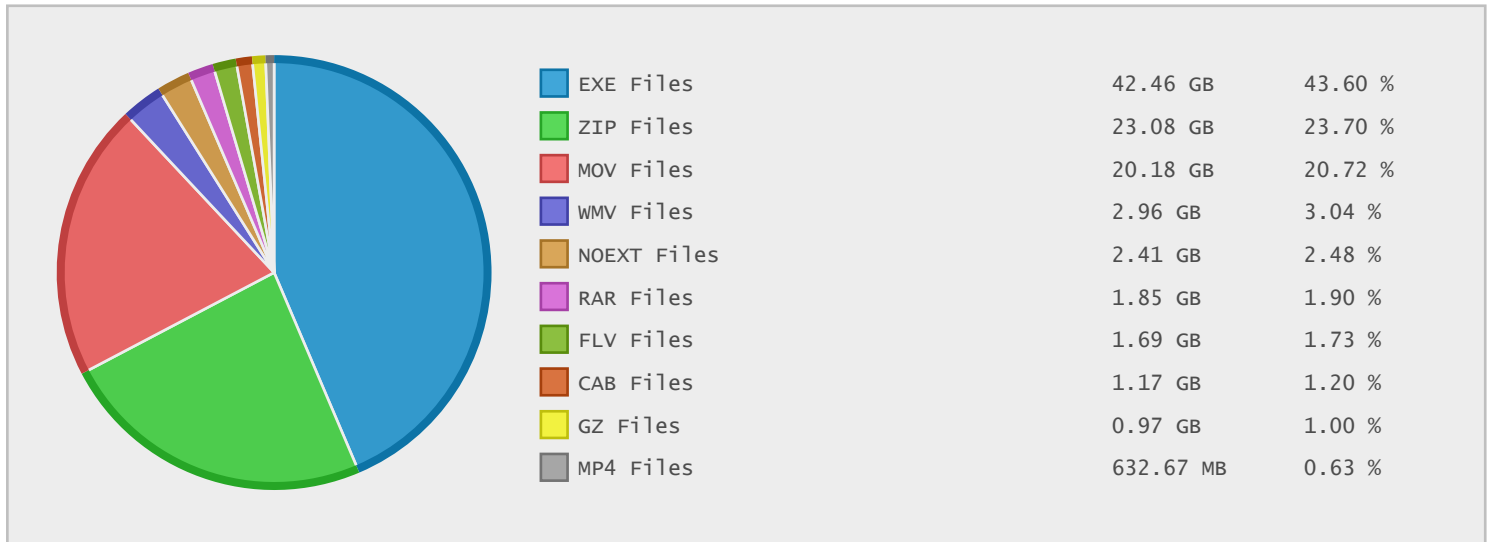 EXE Files 42.46 GB 43.60 %
ZIP Files 23.08 GB 23.70 %
MOV Files 20.18 GB 20.72 %
WMV Files 2.96 GB 3.04 %
NOEXT Files 2.41 GB 2.48 %
RAR Files 1.85 GB 1.90 %
FLV Files 1.69 GB 1.73 %
CAB Files 1.17 GB 1.20 %
GZ Files 0.97 GB 1.00 %
MP4 Files 632.67 MB 0.63 %